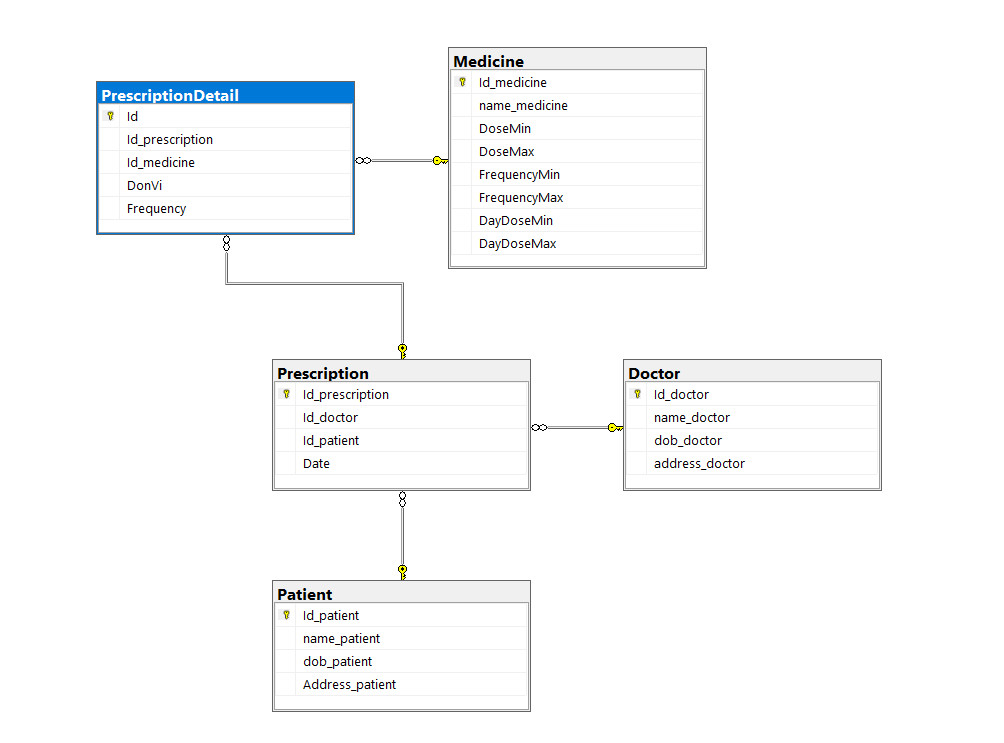 PrescriptionDetail
Id
Id_prescription
Id_medicine
DonVi
Frequency
Medicine
Id_medicine
name_medicine
DoseMin
DoseMax
FrequencyMin
FrequencyMax
DayDoseMin
DayDoseMax
Prescription
Id_prescription
Id_doctor
Id_patient
Date
Doctor
Id_doctor
name_doctor
dob_doctor
address_doctor
Patient
Id_patient
name_patient
dob_patient
Address_patient